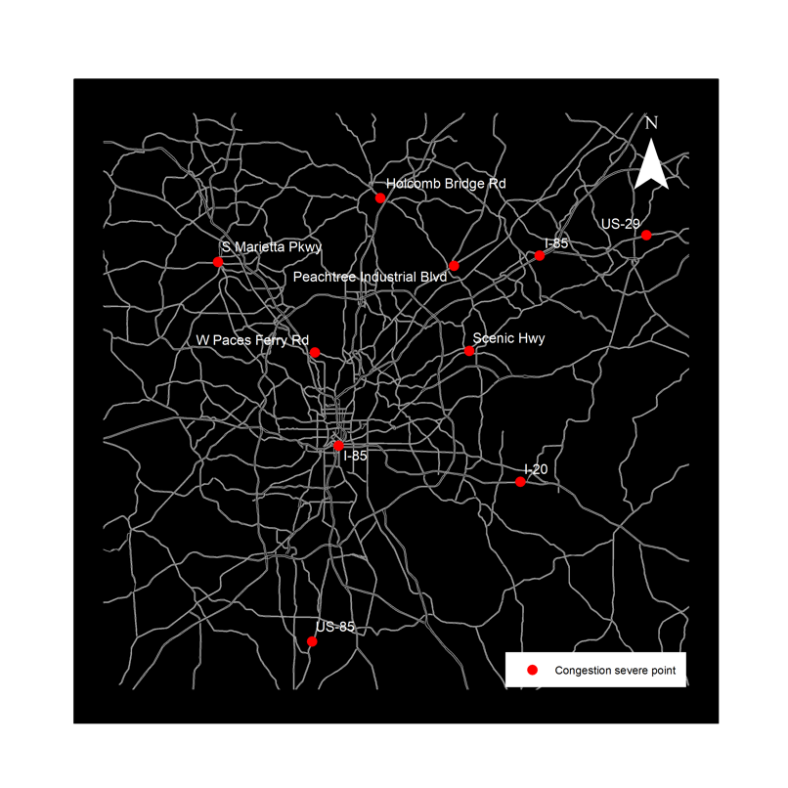 N
Holcomb Bridge Rd
US-29
S Marietta Pkwy
I-85
Peachtree Industrial Blvd
W Paces Ferry Rd
Scenic Hwy
I-85
I-20
US-85
Congestion severe point